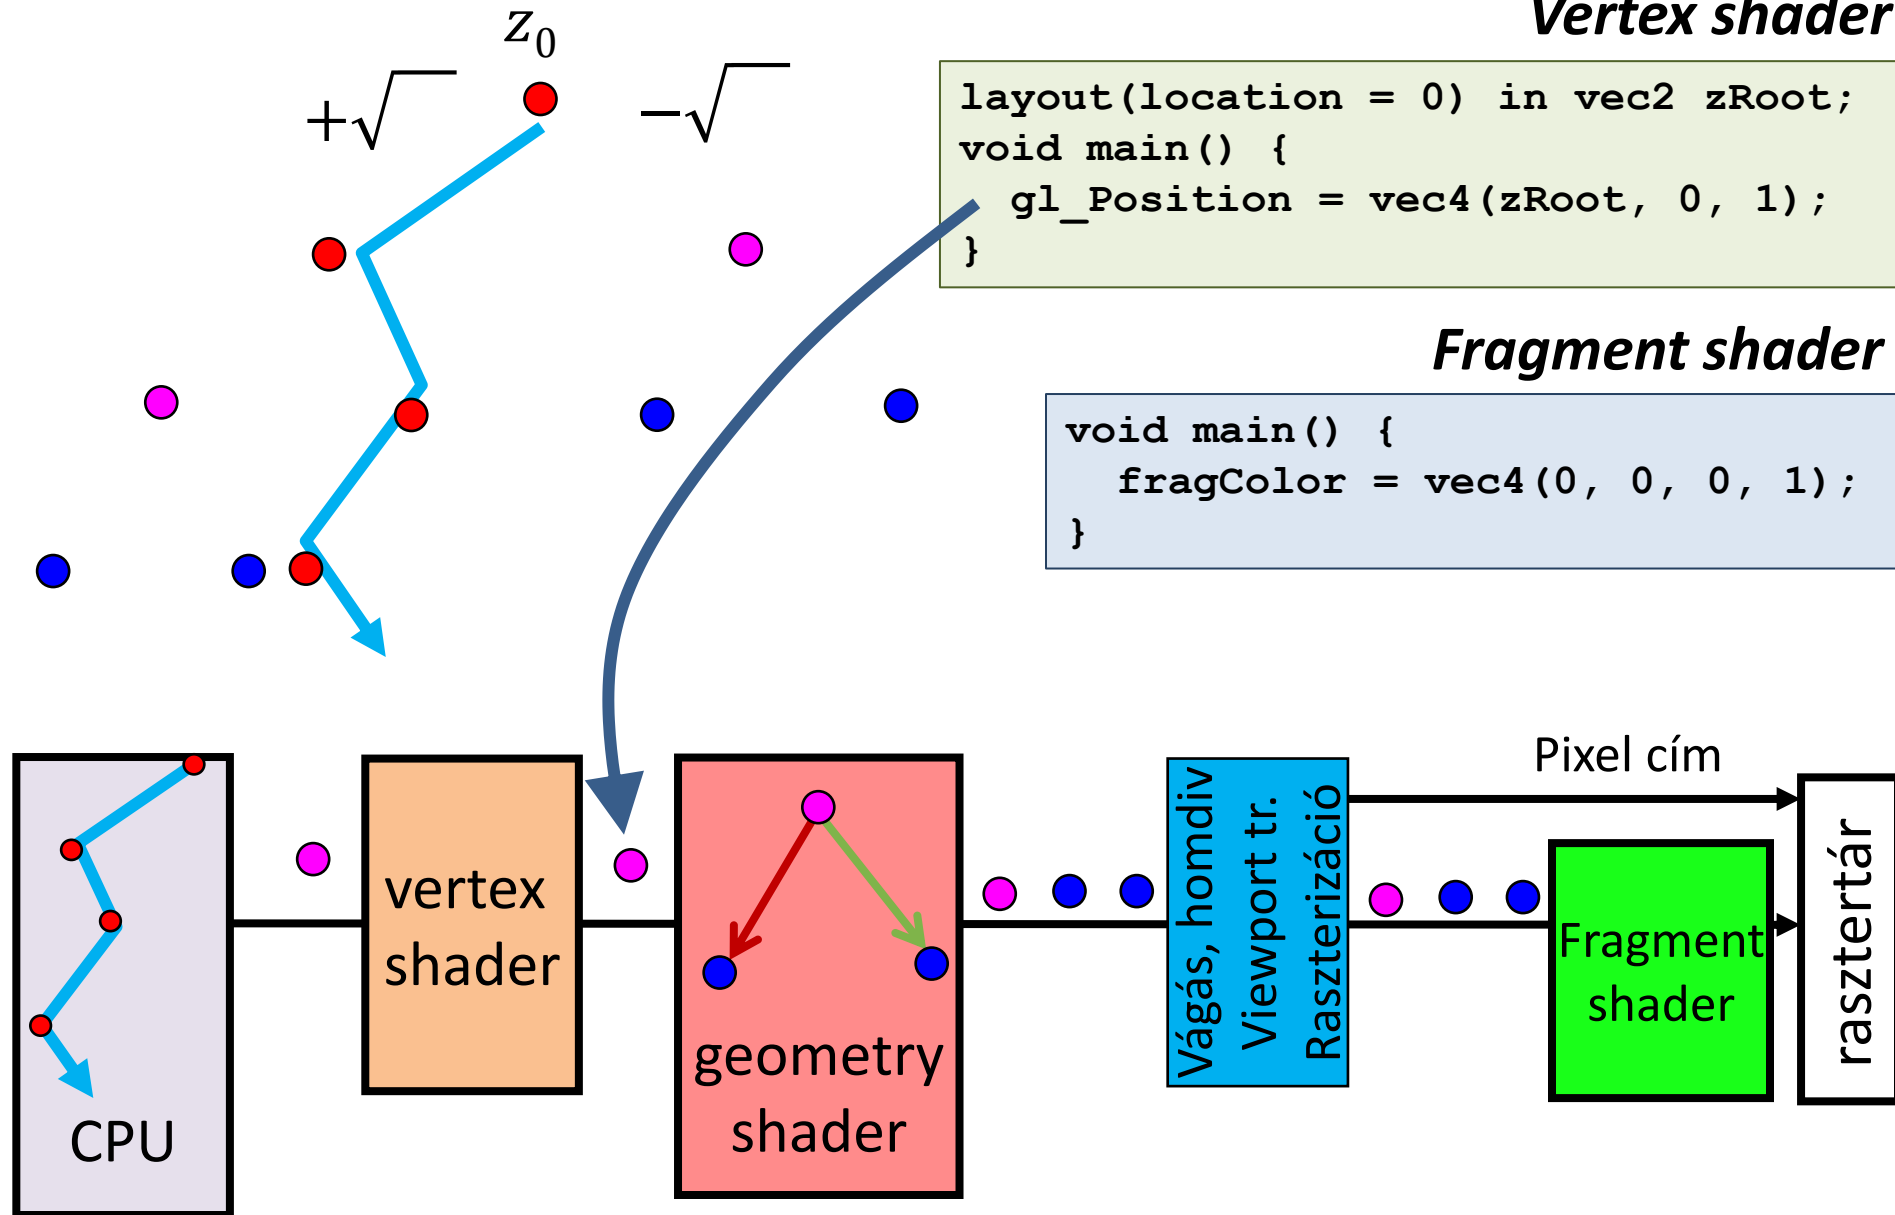 Vertex shader
z0
+√
−√
layout(location = 0) in vec2 zRoot;
void main() {
gl_Position = vec4(zRoot, 0, 1);
}
Fragment shader
void main() {
fragColor = vec4(0, 0, 0, 1);
}
Pixel cím
CPU
vertex
shader
geometry
shader
Vágás, homdiv
Viewport tr.
Raszterizáció
Fragment
shader
rasztertár